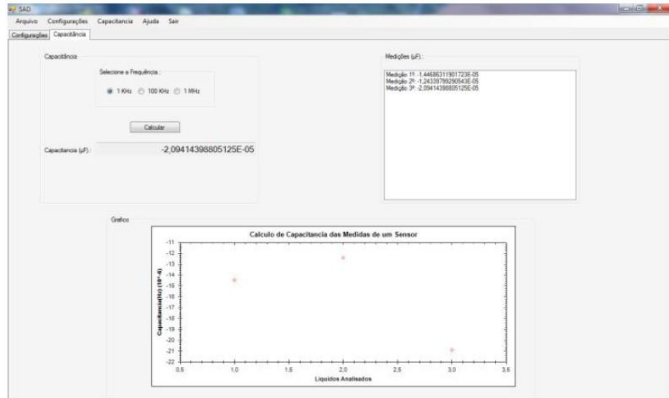 SAD
Arquivo Configurações Capacitancia Ajuda Sair
Configurações Capacitância
Capacitância
Selecione a Frequência :
1 KHz 100 KHz 1 MHz
Calcular
Capacitancia (µF) : -2,09414398805125E-05
Medições (µF) :
Medição 1ª: -1,44686311901723E-05
Medição 2ª: -1,24339789290543E-05
Medição 3ª: -2,09414398805125E-05
Grafico
Calculo de Capacitancia das Medidas de um Sensor
Capacitancia(Hz) (10^-6)
-11
-12
-13
-14
-15
-16
-17
-18
-19
-20
-21
-22
0,5 1,0 1,5 2,0 2,5 3,0 3,5
Liquidos Analisados